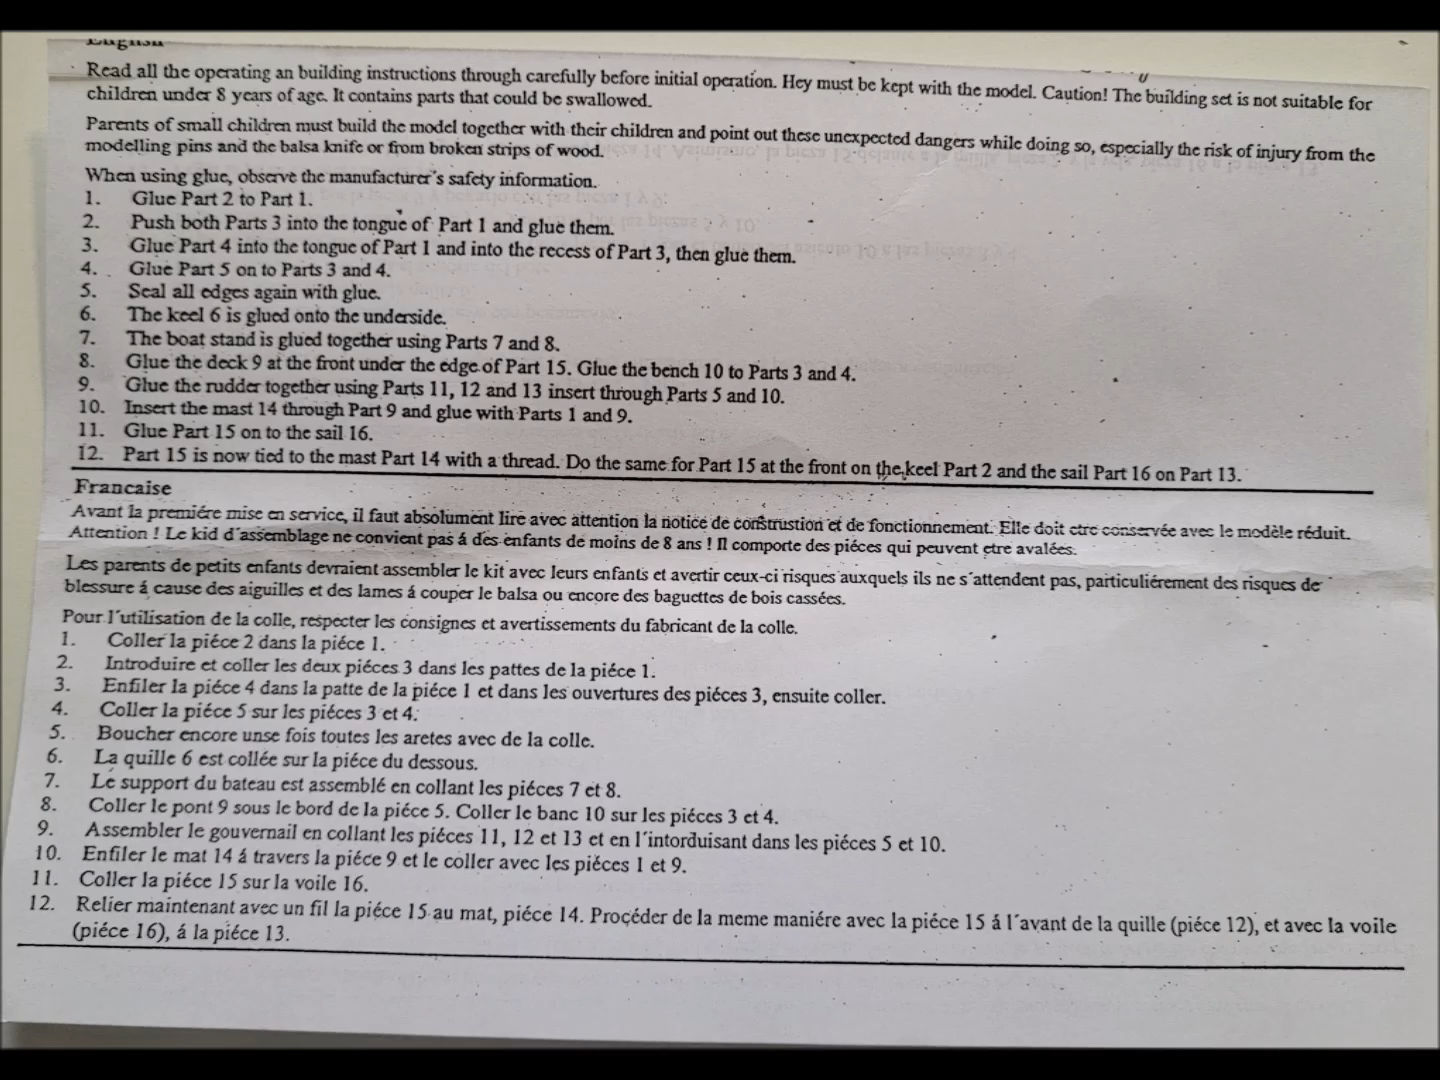 English
Read all the operating an building instructions through carefully before initial operation. Hey must be kept with the model. Caution! The building set is not suitable for
children under 8 years of age. It contains parts that could be swallowed.
Parents of small children must build the model together with their children and point out these unexpected dangers while doing so, especially the risk of injury from the
modelling pins and the balsa knife or from broken strips of wood.
When using glue, observe the manufacturer's safety information.
1. Glue Part 2 to Part 1.
2. Push both Parts 3 into the tongue of Part 1 and glue them.
3. Glue Part 4 into the tongue of Part 1 and into the recess of Part 3, then glue them.
4. Glue Part 5 on to Parts 3 and 4.
5. Seal all edges again with glue.
6. The keel 6 is glued onto the underside.
7. The boat stand is glued together using Parts 7 and 8.
8. Glue the deck 9 at the front under the edge of Part 15. Glue the bench 10 to Parts 3 and 4.
9. Glue the rudder together using Parts 11, 12 and 13 insert through Parts 5 and 10.
10. Insert the mast 14 through Part 9 and glue with Parts 1 and 9.
11. Glue Part 15 on to the sail 16.
12. Part 15 is now tied to the mast Part 14 with a thread. Do the same for Part 15 at the front on the keel Part 2 and the sail Part 16 on Part 13.
Francaise
Avant la premiére mise en service, il faut absolument lire avec attention la notice de construstion et de fonctionnement. Elle doit etre conservée avec le modèle réduit.
Attention ! Le kid d´assemblage ne convient pas á des enfants de moins de 8 ans ! Il comporte des piéces qui peuvent etre avalées.
Les parents de petits enfants devraient assembler le kit avec leurs enfants et avertir ceux-ci risques auxquels ils ne s´attendent pas, particuliérement des risques de
blessure á cause des aiguilles et des lames á couper le balsa ou encore des baguettes de bois cassées.
Pour l´utilisation de la colle, respecter les consignes et avertissements du fabricant de la colle.
1. Coller la piéce 2 dans la piéce 1.
2. Introduire et coller les deux piéces 3 dans les pattes de la piéce 1.
3. Enfiler la piéce 4 dans la patte de la piéce 1 et dans les ouvertures des piéces 3, ensuite coller.
4. Coller la piéce 5 sur les piéces 3 et 4.
5. Boucher encore unse fois toutes les aretes avec de la colle.
6. La quille 6 est collée sur la piéce du dessous.
7. Le support du bateau est assemblé en collant les piéces 7 et 8.
8. Coller le pont 9 sous le bord de la piéce 5. Coller le banc 10 sur les piéces 3 et 4.
9. Assembler le gouvernail en collant les piéces 11, 12 et 13 et en l´intorduisant dans les piéces 5 et 10.
10. Enfiler le mat 14 á travers la piéce 9 et le coller avec les piéces 1 et 9.
11. Coller la piéce 15 sur la voile 16.
12. Relier maintenant avec un fil la piéce 15 au mat, piéce 14. Procéder de la meme maniére avec la piéce 15 á l´avant de la quille (piéce 12), et avec la voile
(piéce 16), á la piéce 13.